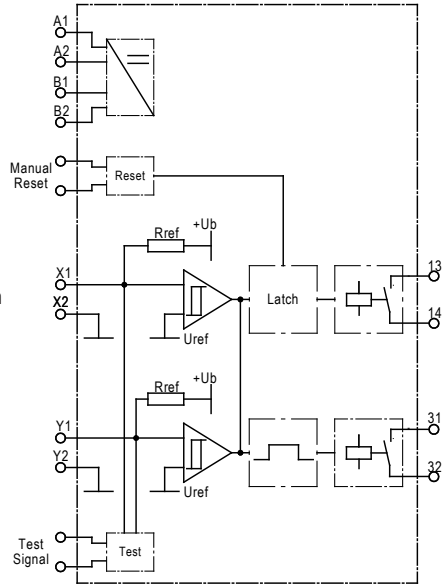 A1
A2
B1
B2
Manual
Reset
Reset
Rref
+Ub
X1
X2
Uref
Latch
13
14
Rref
+Ub
Y1
Y2
Uref
31
32
Test
Signal
Test